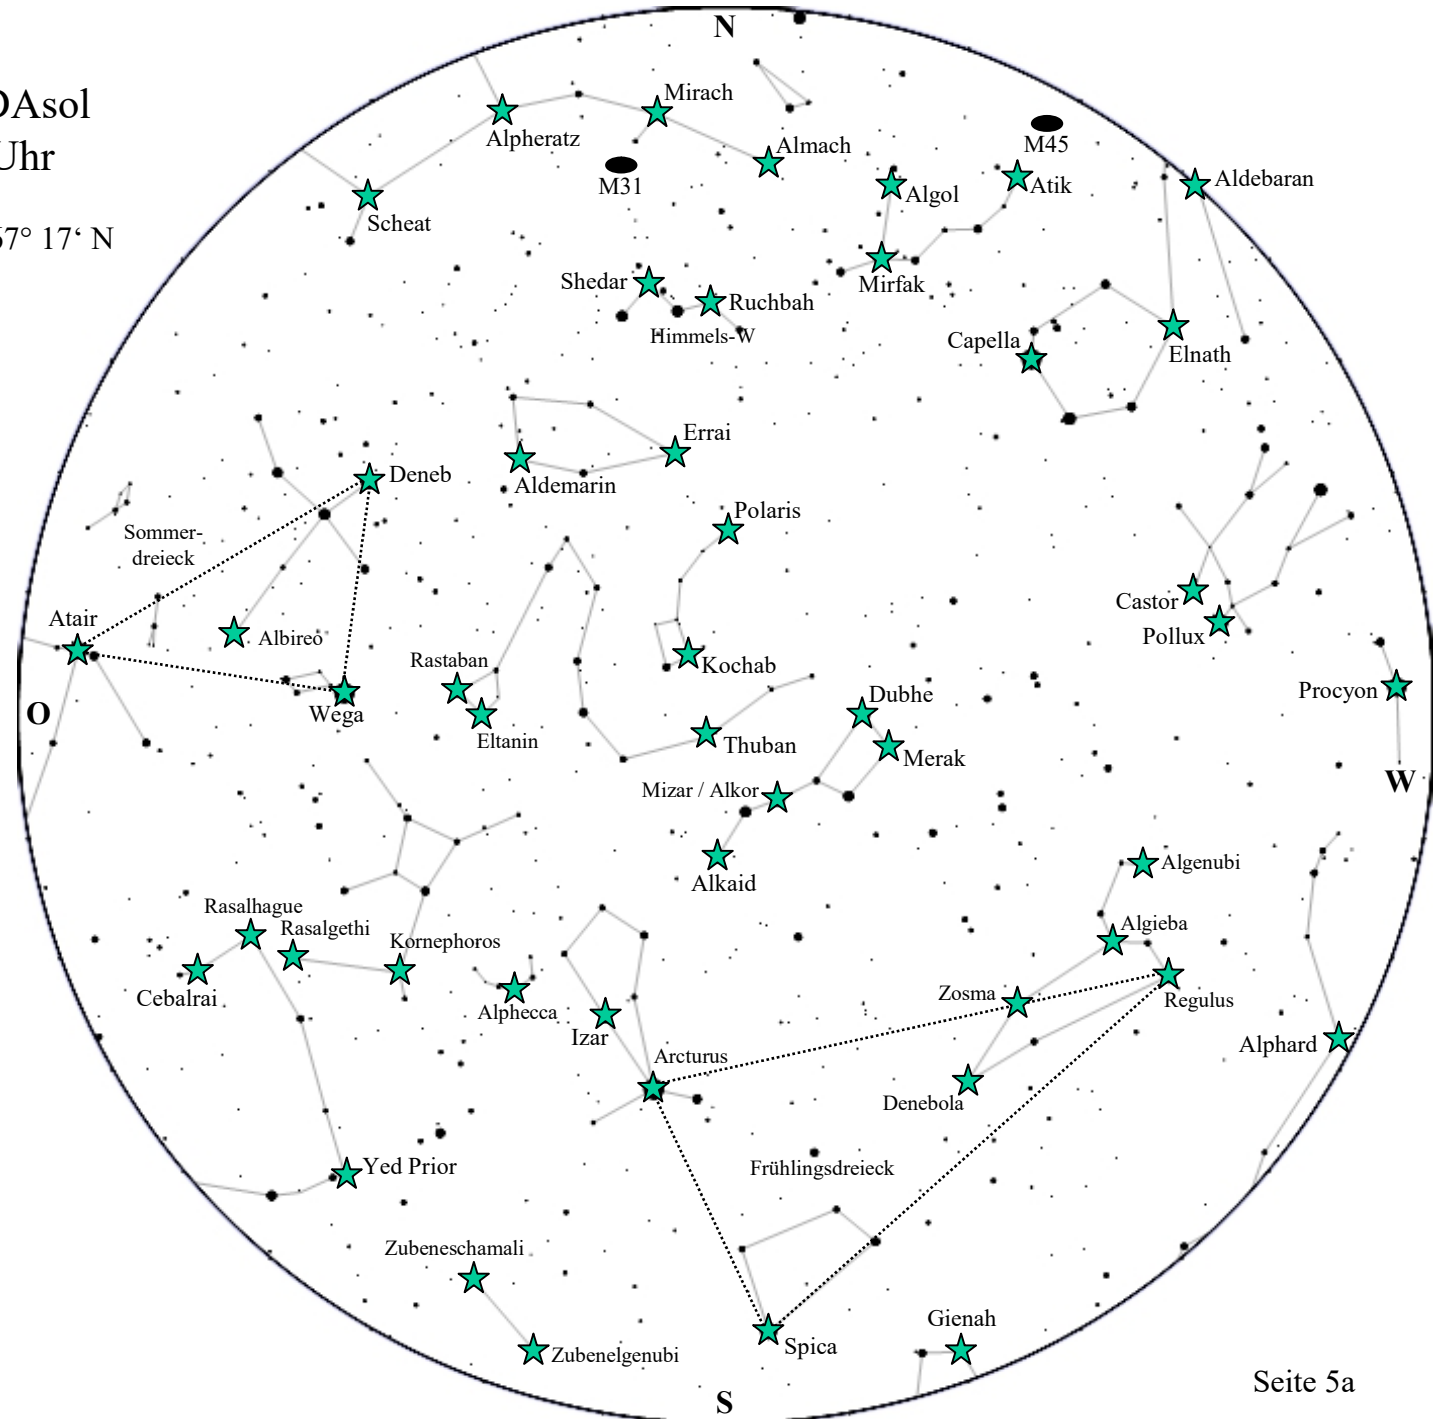 N
DAsol
Uhr
67° 17‘ N
Mirach
Alpheratz
Almach
M45
M31
Algol
Atik
Aldebaran
Scheat
Shedar
Mirfak
Ruchbah
Himmels-W
Capella
Elnath
Errai
Deneb
Aldemarin
Polaris
Sommer-
dreieck
Castor
Atair
Albireo
Pollux
Rastaban
Kochab
Procyon
Dubhe
O
Wega
Eltanin
Thuban
Merak
W
Mizar / Alkor
Algenubi
Alkaid
Rasalhague
Rasalgethi
Kornephoros
Algieba
Cebalrai
Alphecca
Zosma
Regulus
Izar
Alphard
Arcturus
Denebola
Yed Prior
Frühlingsdreieck
Zubeneschamali
Gienah
Spica
Zubenelgenubi
Seite 5a
S